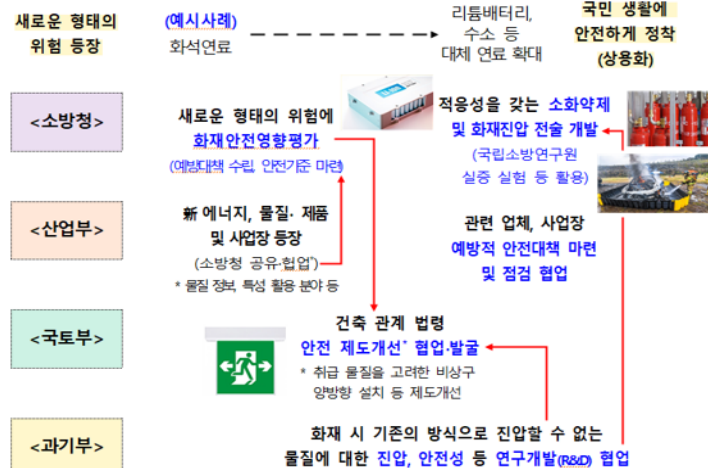 새로운 형태의
위험 등장
(예시사례)
화석연료
리튬배터리,
수소 등
대체 연료 확대
국민 생활에
안전하게 정착
(상용화)
<소방청>
새로운 형태의 위험에
화재안전영향평가
(예방대책 수립, 안전기준 마련)
적응성을 갖는 소화약제
및 화재진압 전술 개발
(국립소방연구원
실증 실험 등 활용)
<산업부>
新 에너지, 물질· 제품
및 사업장 등장
(소방청 공유·협업*)
* 물질 정보, 특성 활용 분야 등
관련 업체, 사업장
예방적 안전대책 마련
및 점검 협업
<국토부>
건축 관계 법령
안전 제도개선* 협업·발굴
* 취급 물질을 고려한 비상구
양방향 설치 등 제도개선
<과기부>
화재 시 기존의 방식으로 진압할 수 없는
물질에 대한 진압, 안전성 등 연구개발(R&D) 협업